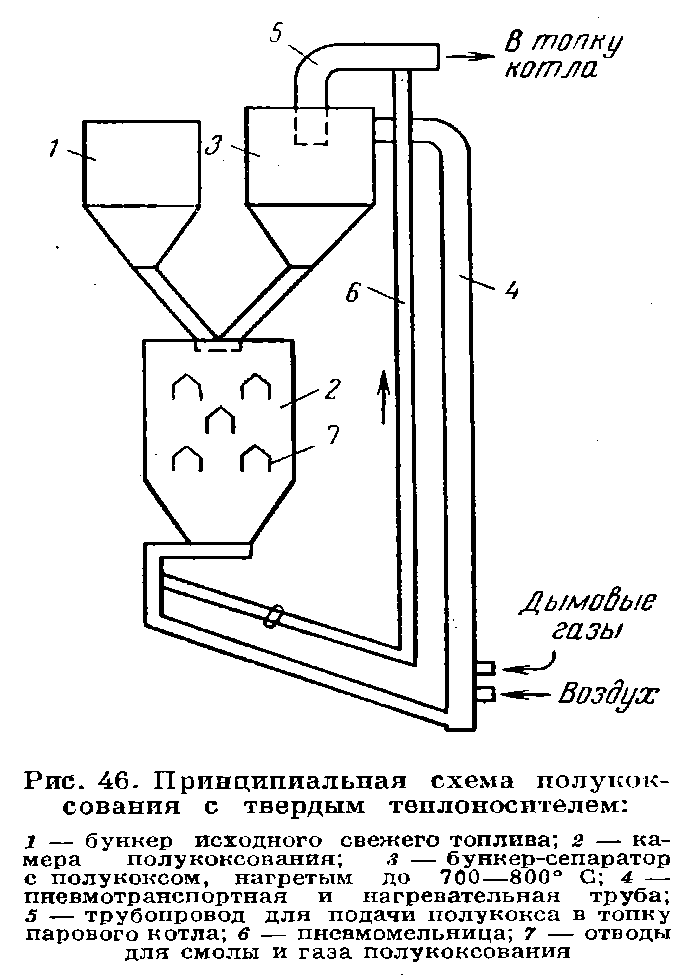 5
В топку
котла
1
3
6
4
2
7
Дымовые
газы
Воздух
Рис. 46. Принципиальная схема полукок-
сования с твердым теплоносителем:
1 — бункер исходного свежего топлива; 2 — ка-
мера полукоксования; 3 — бункер-сепаратор
с полукоксом, нагретым до 700—800° С; 4 —
пневмотранспортная и нагревательная труба;
5 — трубопровод для подачи полукокса в топку
парового котла; 6 — пневмомельница; 7 — отводы
для смолы и газа полукоксования